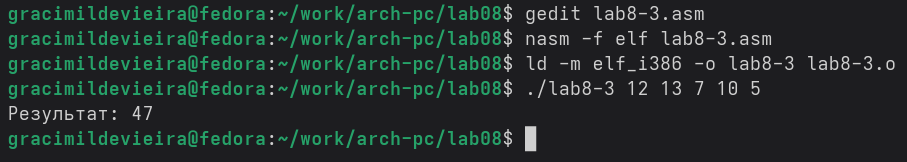 gracimildevieira@fedora:~/work/arch-pc/lab08$ gedit lab8-3.asm
gracimildevieira@fedora:~/work/arch-pc/lab08$ nasm -f elf lab8-3.asm
gracimildevieira@fedora:~/work/arch-pc/lab08$ ld -m elf_i386 -o lab8-3 lab8-3.o
gracimildevieira@fedora:~/work/arch-pc/lab08$ ./lab8-3 12 13 7 10 5
Результат: 47
gracimildevieira@fedora:~/work/arch-pc/lab08$